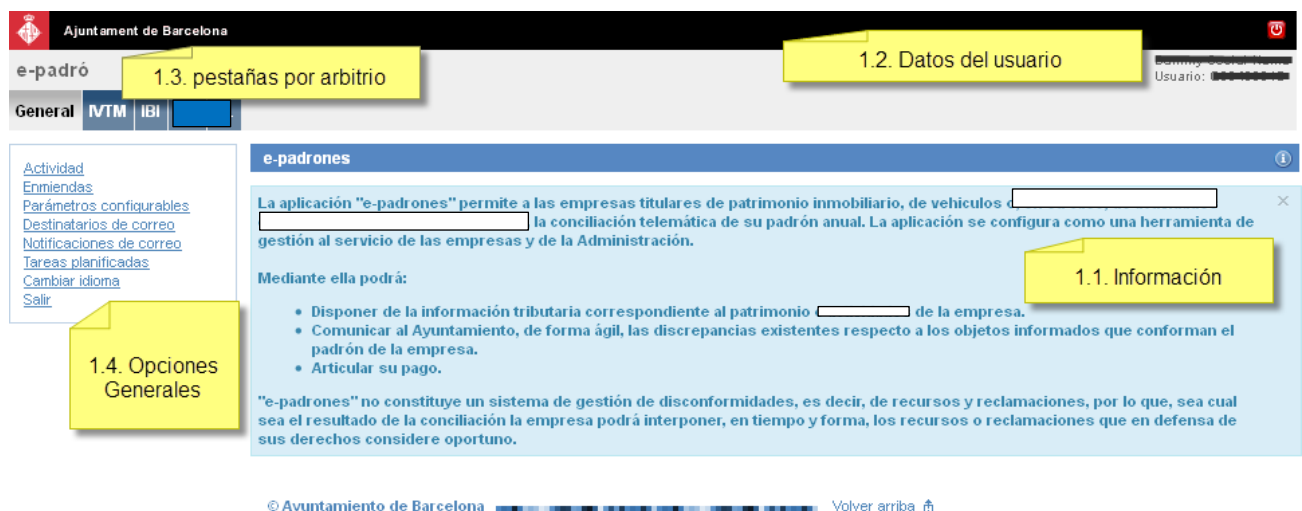 Ajuntament de Barcelona
e-padró
1.3. pestañas por arbitrio
1.2. Datos del usuario
Usuario:
General IVTM IBI
Actividad
Enmiendas
Parámetros configurables
Destinatarios de correo
Notificaciones de correo
Tareas planificadas
Cambiar idioma
Salir
1.4. Opciones
Generales
e-padrones
La aplicación "e-padrones" permite a las empresas titulares de patrimonio inmobiliario, de vehiculos
la conciliación telemática de su padrón anual. La aplicación se configura como una herramienta de
gestión al servicio de las empresas y de la Administración.
1.1. Información
Mediante ella podrá:
• Disponer de la información tributaria correspondiente al patrimonio de la empresa.
• Comunicar al Ayuntamiento, de forma ágil, las discrepancias existentes respecto a los objetos informados que conforman el
padrón de la empresa.
• Articular su pago.
"e-padrones" no constituye un sistema de gestión de disconformidades, es decir, de recursos y reclamaciones, por lo que, sea cual
sea el resultado de la conciliación la empresa podrá interponer, en tiempo y forma, los recursos o reclamaciones que en defensa de
sus derechos considere oportuno.
© Ayuntamiento de Barcelona Volver arriba